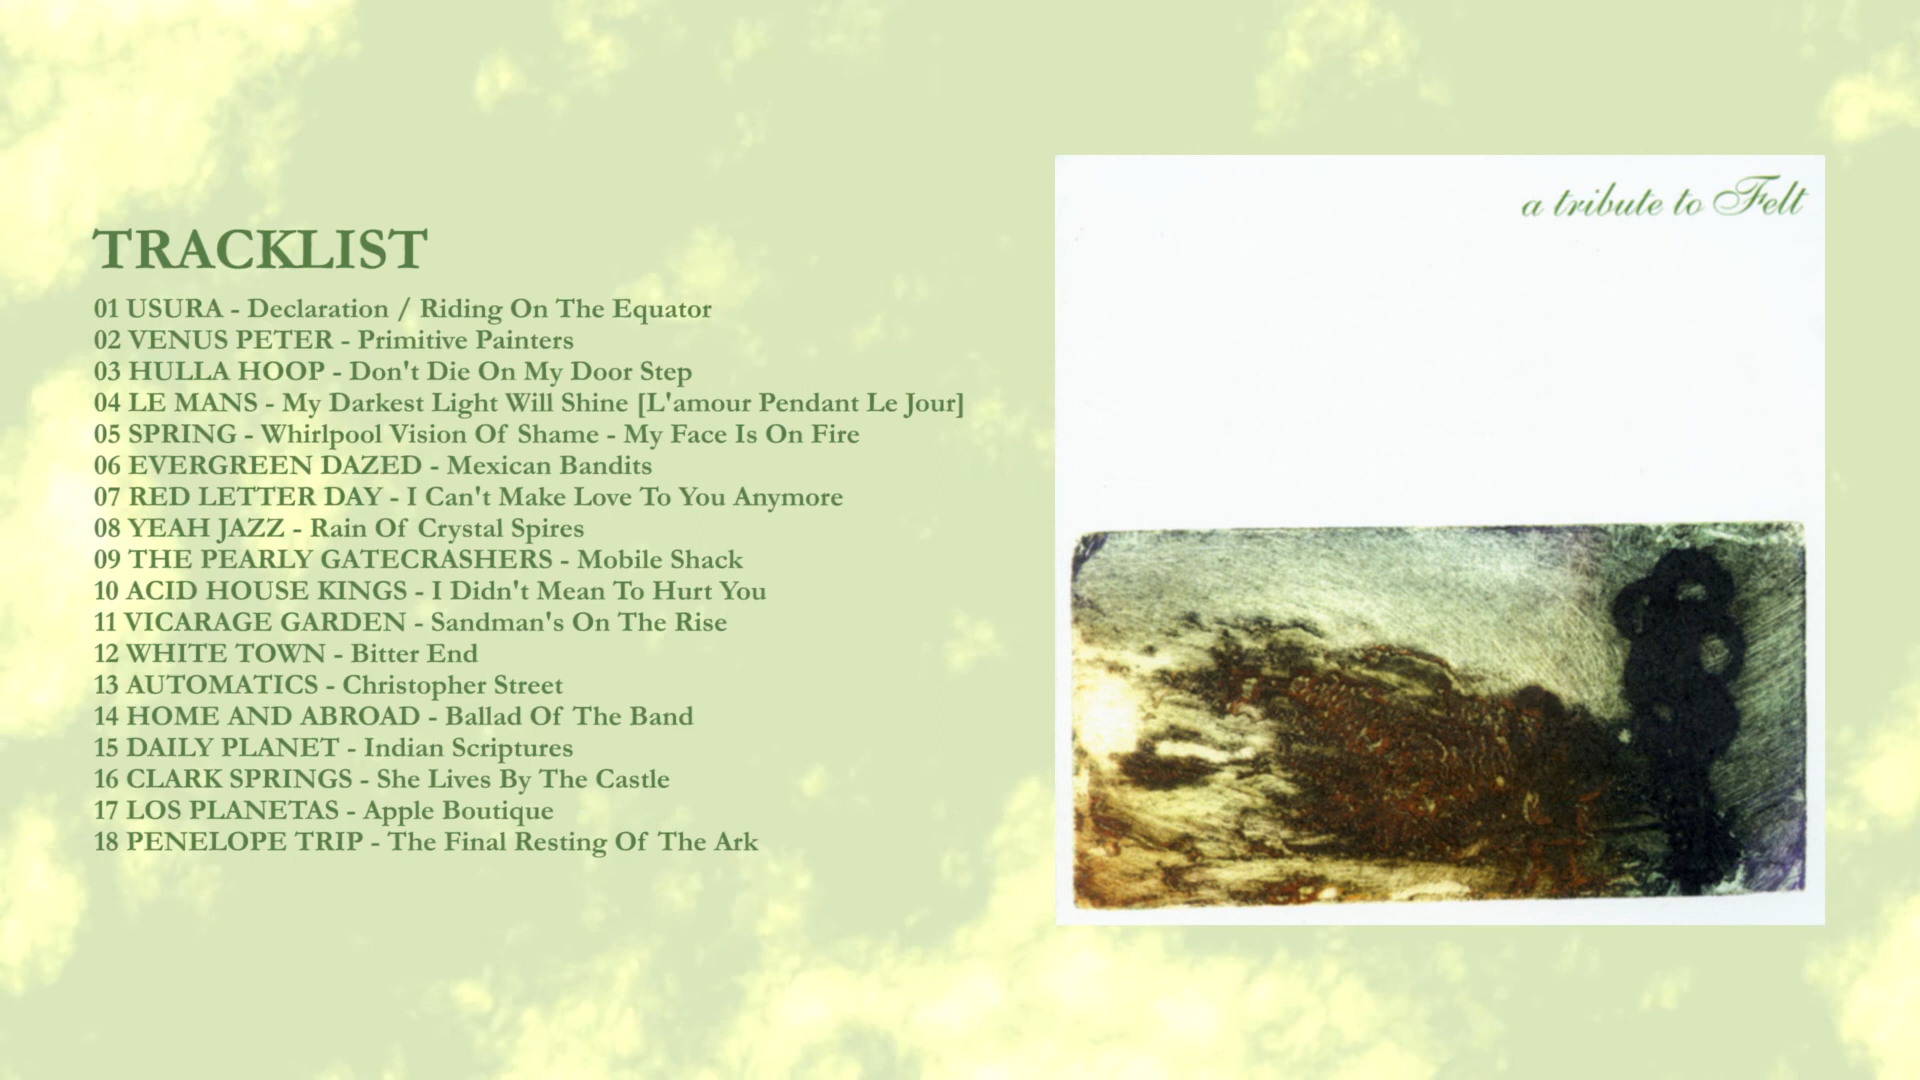 TRACKLIST
01 USURA - Declaration / Riding On The Equator
02 VENUS PETER - Primitive Painters
03 HULLA HOOP - Don't Die On My Door Step
04 LE MANS - My Darkest Light Will Shine [L'amour Pendant Le Jour]
05 SPRING - Whirlpool Vision Of Shame - My Face Is On Fire
06 EVERGREEN DAZED - Mexican Bandits
07 RED LETTER DAY - I Can't Make Love To You Anymore
08 YEAH JAZZ - Rain Of Crystal Spires
09 THE PEARLY GATECRASHERS - Mobile Shack
10 ACID HOUSE KINGS - I Didn't Mean To Hurt You
11 VICARAGE GARDEN - Sandman's On The Rise
12 WHITE TOWN - Bitter End
13 AUTOMATICS - Christopher Street
14 HOME AND ABROAD - Ballad Of The Band
15 DAILY PLANET - Indian Scriptures
16 CLARK SPRINGS - She Lives By The Castle
17 LOS PLANETAS - Apple Boutique
18 PENELOPE TRIP - The Final Resting Of The Ark
a tribute to Felt